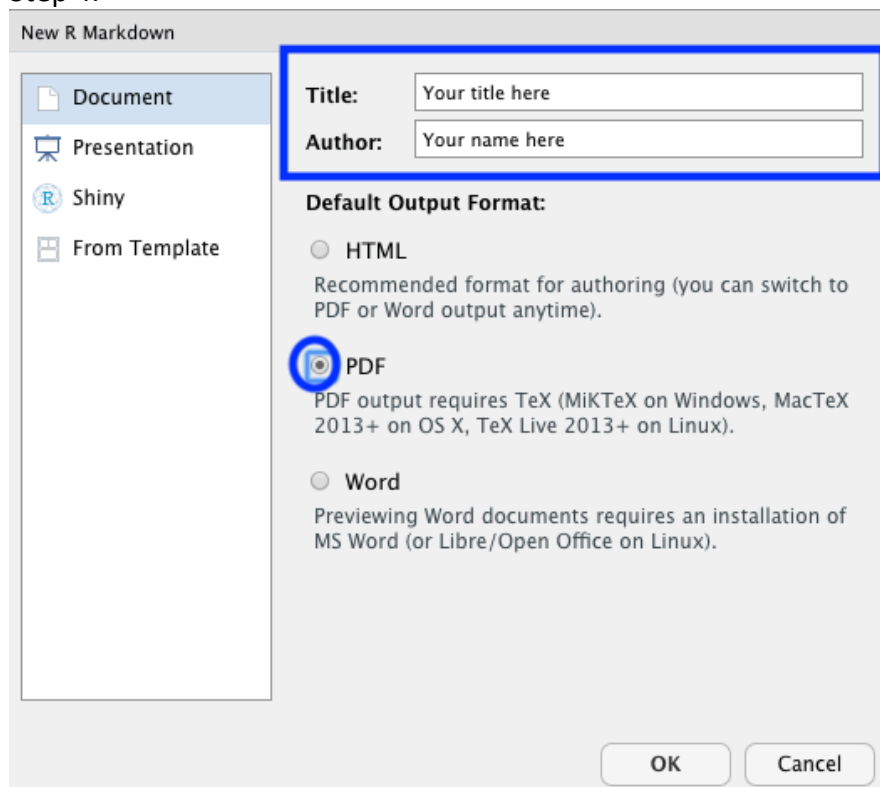 New R Markdown
Document
Presentation
Shiny
From Template
Title: Your title here
Author: Your name here
Default Output Format:
HTML
Recommended format for authoring (you can switch to
PDF or Word output anytime).
PDF
PDF output requires TeX (MiKTeX on Windows, MacTeX
2013+ on OS X, TeX Live 2013+ on Linux).
Word
Previewing Word documents requires an installation of
MS Word (or Libre/Open Office on Linux).
OK Cancel